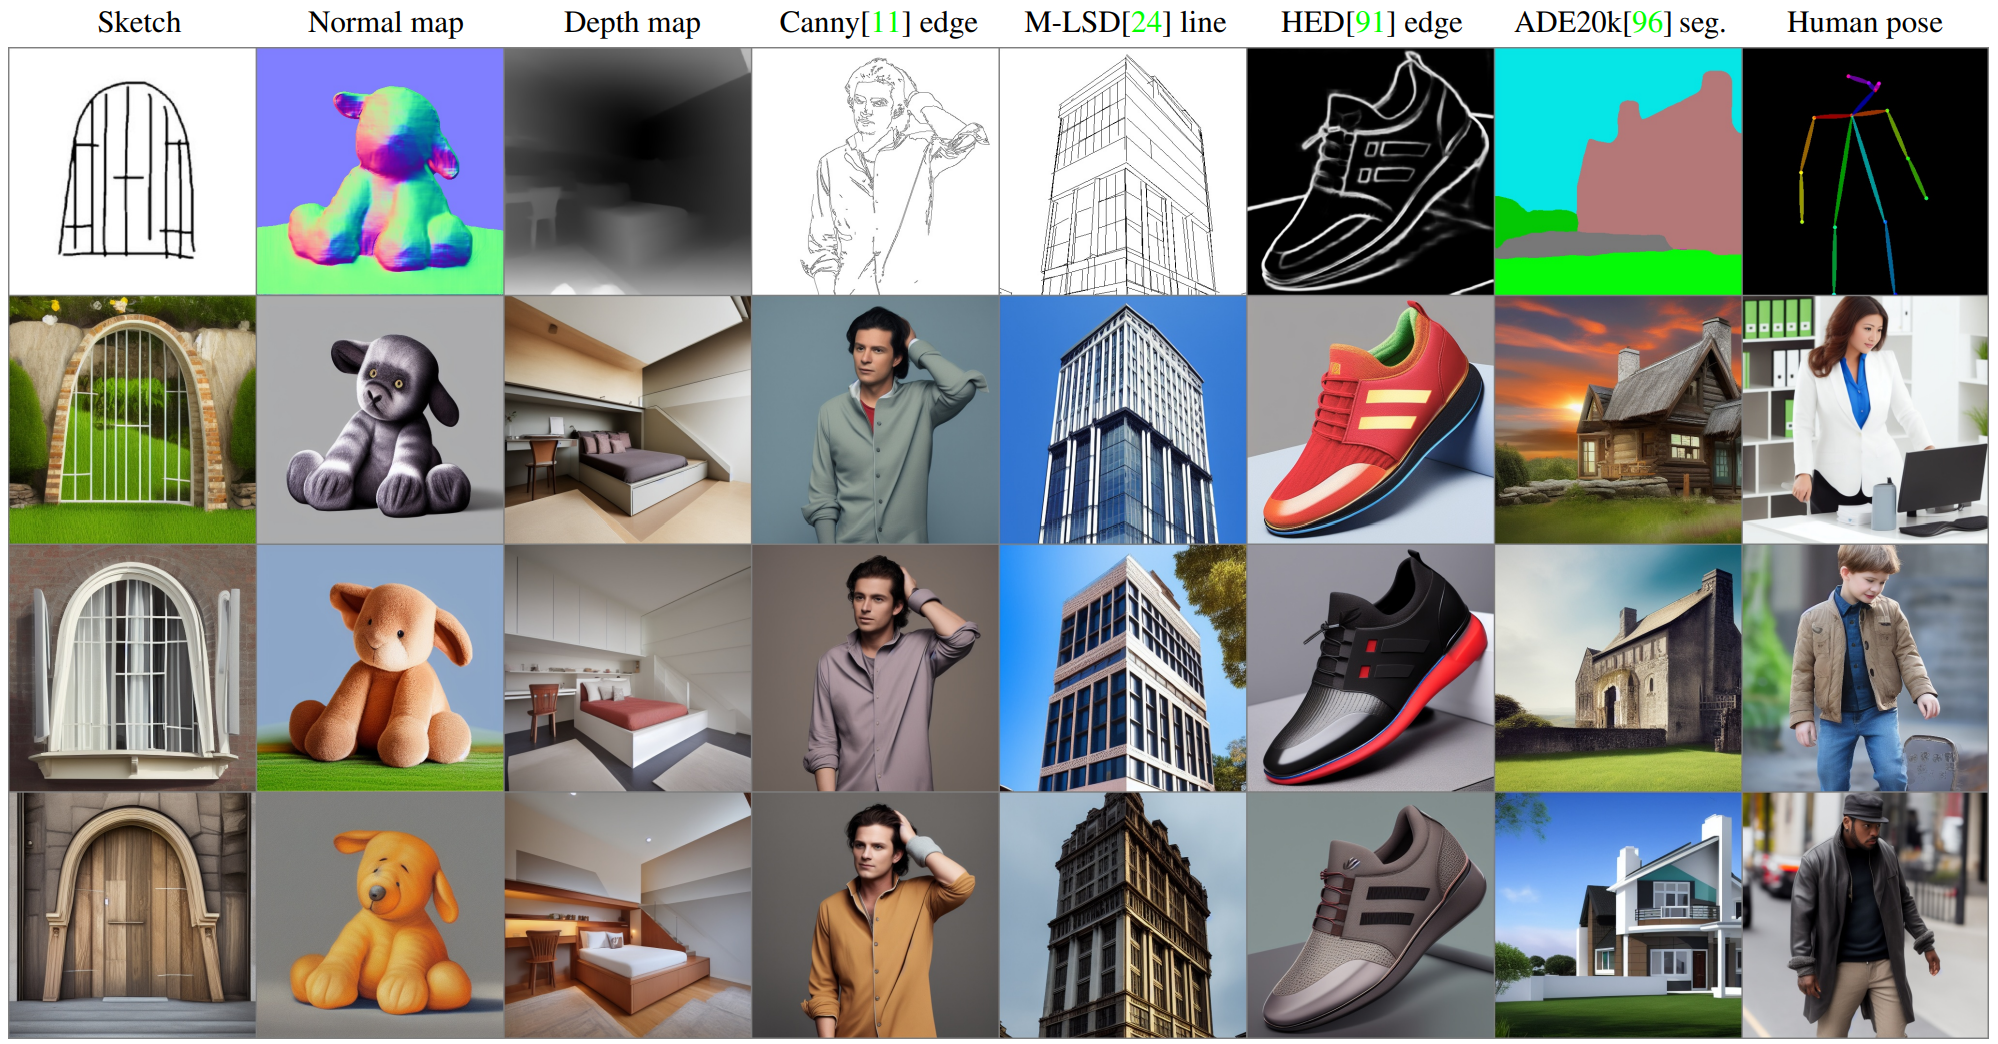 Sketch
Normal map
Depth map
Canny[11] edge
M-LSD[24] line
HED[91] edge
ADE20k[96] seg.
Human pose